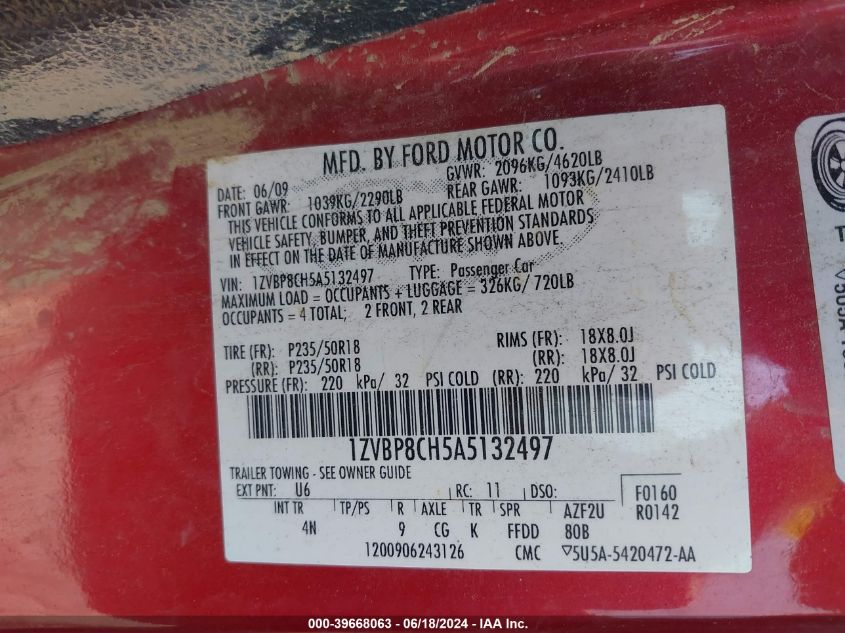 MFD. BY FORD MOTOR CO.
DATE: 06/09 GVWR: 2096KG/4620LB
FRONT GAWR: 1039KG/2290LB REAR GAWR: 1093KG/2410LB
THIS VEHICLE CONFORMS TO ALL APPLICABLE FEDERAL MOTOR
VEHICLE SAFETY, BUMPER, AND THEFT PREVENTION STANDARDS
IN EFFECT ON THE DATE OF MANUFACTURE SHOWN ABOVE.
VIN: 1ZVBP8CH5A5132497 TYPE: Passenger Car
MAXIMUM LOAD = OCCUPANTS + LUGGAGE = 326KG/ 720LB
OCCUPANTS = 4 TOTAL; 2 FRONT, 2 REAR
TIRE (FR): P235/50R18 RIMS (FR): 18X8.0J
(RR): P235/50R18 (RR): 18X8.0J
PRESSURE (FR): 220 kPa/ 32 PSI COLD (RR): 220 kPa/ 32 PSI COLD
1ZVBP8CH5A5132497
TRAILER TOWING - SEE OWNER GUIDE
EXT PNT: U6 RC: 11 DSO: F0160
INT TR TP/PS R AXLE TR SPR AZF2U R0142
4N 9 CG K FFDD 80B
1200906243126 CMC ▽5U5A-5420472-AA
000-39668063 - 06/18/2024 - IAA Inc.